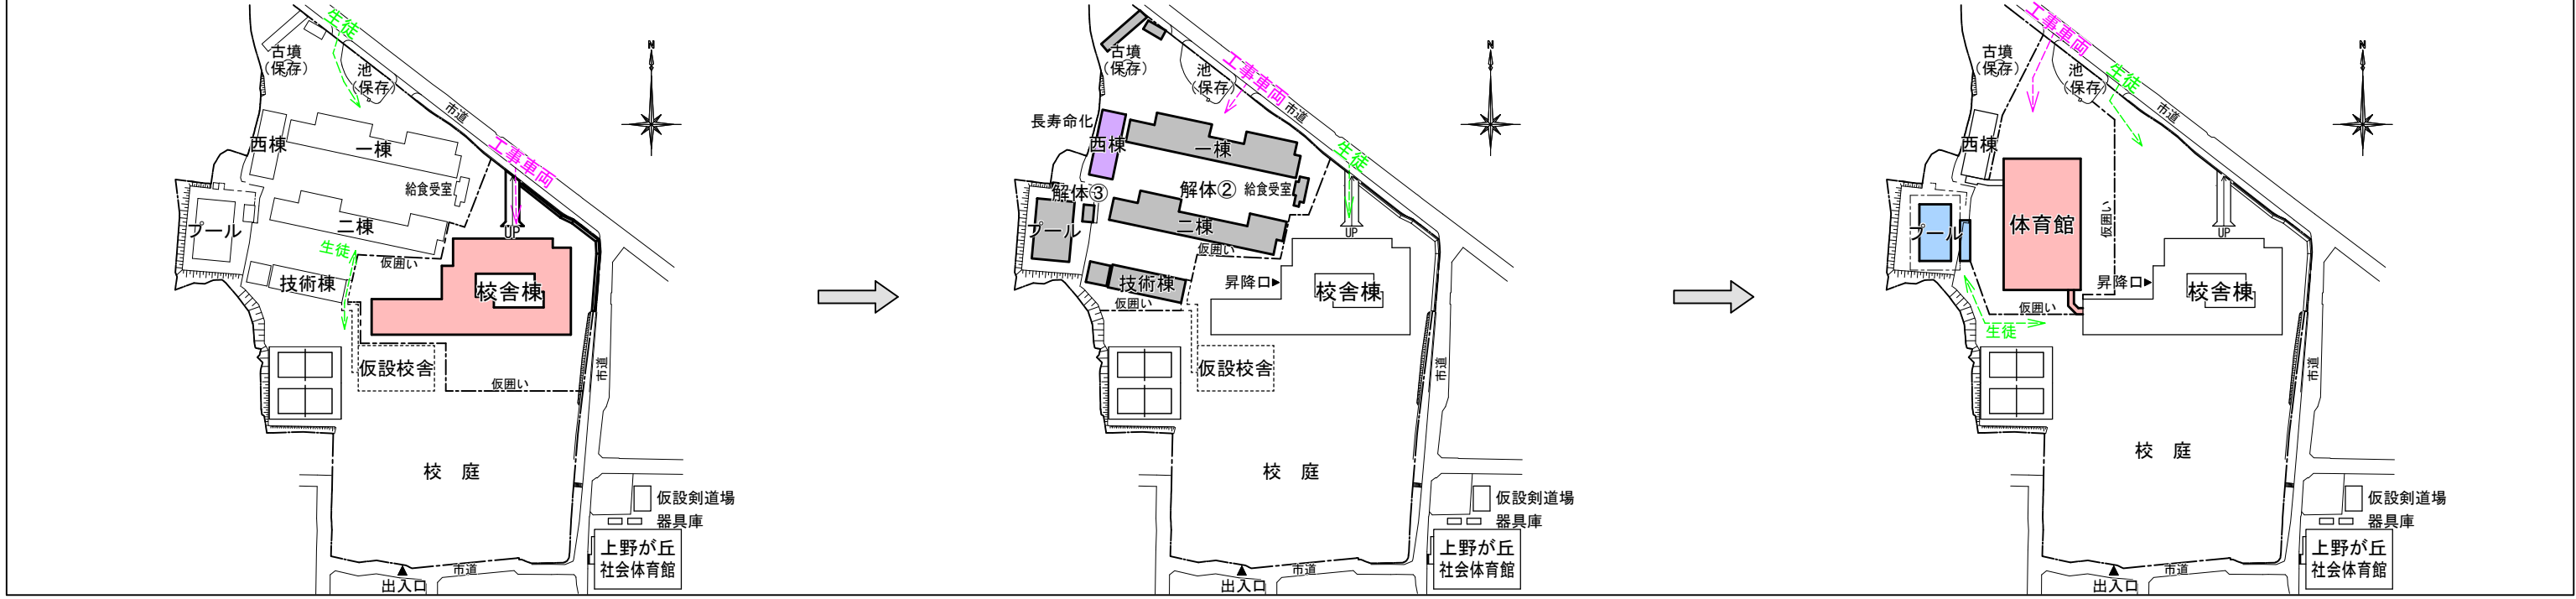 生徒
古墳
(保存)
池
(保存)
市道
N
工事車両
西棟
一棟
給食受室
プール
二棟
UP
生徒
仮囲い
技術棟
校舎棟
仮設校舎
仮囲い
市道
校 庭
仮設剣道場
器具庫
上野が丘
社会体育館
市道
出入口
古墳
(保存)
池
(保存)
工事車両
市道
N
長寿命化
西棟
一棟
生徒
解体③
解体②
給食受室
プール
二棟
UP
仮囲い
技術棟
昇降口
校舎棟
仮囲い
仮設校舎
市道
校 庭
仮設剣道場
器具庫
上野が丘
社会体育館
市道
出入口
工事車両
古墳
(保存)
池
(保存)
生徒
市道
N
西棟
プール
体育館
仮囲い
UP
昇降口
校舎棟
仮囲い
生徒
市道
校 庭
仮設剣道場
器具庫
上野が丘
社会体育館
市道
出入口